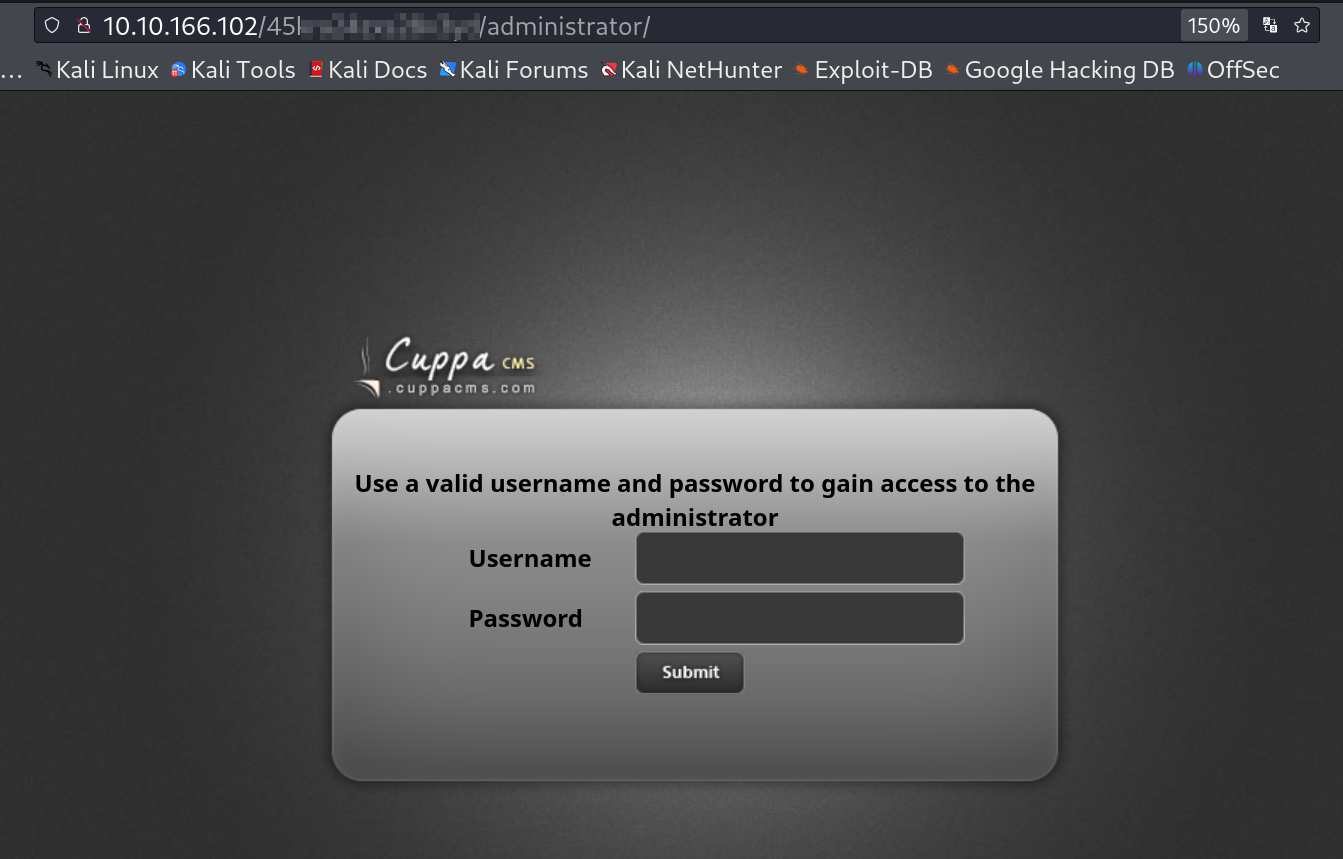 10.10.166.102/45 /administrator/
150%
... Kali Linux Kali Tools Kali Docs Kali Forums Kali NetHunter Exploit-DB Google Hacking DB OffSec
Cuppa CMS
.cuppacms.com
Use a valid username and password to gain access to the
administrator
Username
Password
Submit